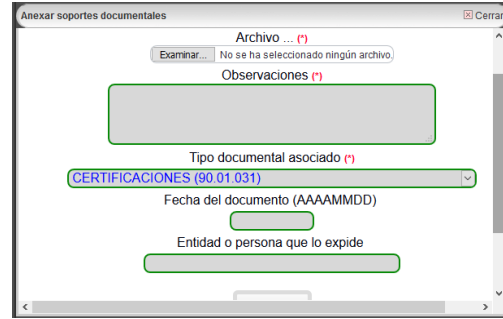 Anexar soportes documentales
Cerrar
Archivo ... (*)
Examinar... No se ha seleccionado ningún archivo.
Observaciones (*)
Tipo documental asociado (*)
CERTIFICACIONES (90.01.031)
Fecha del documento (AAAAMMDD)
Entidad o persona que lo expide